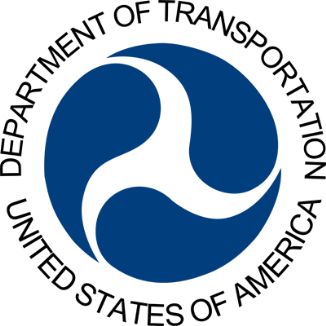 DEPARTMENT OF TRANSPORTATION
UNITED STATES OF AMERICA